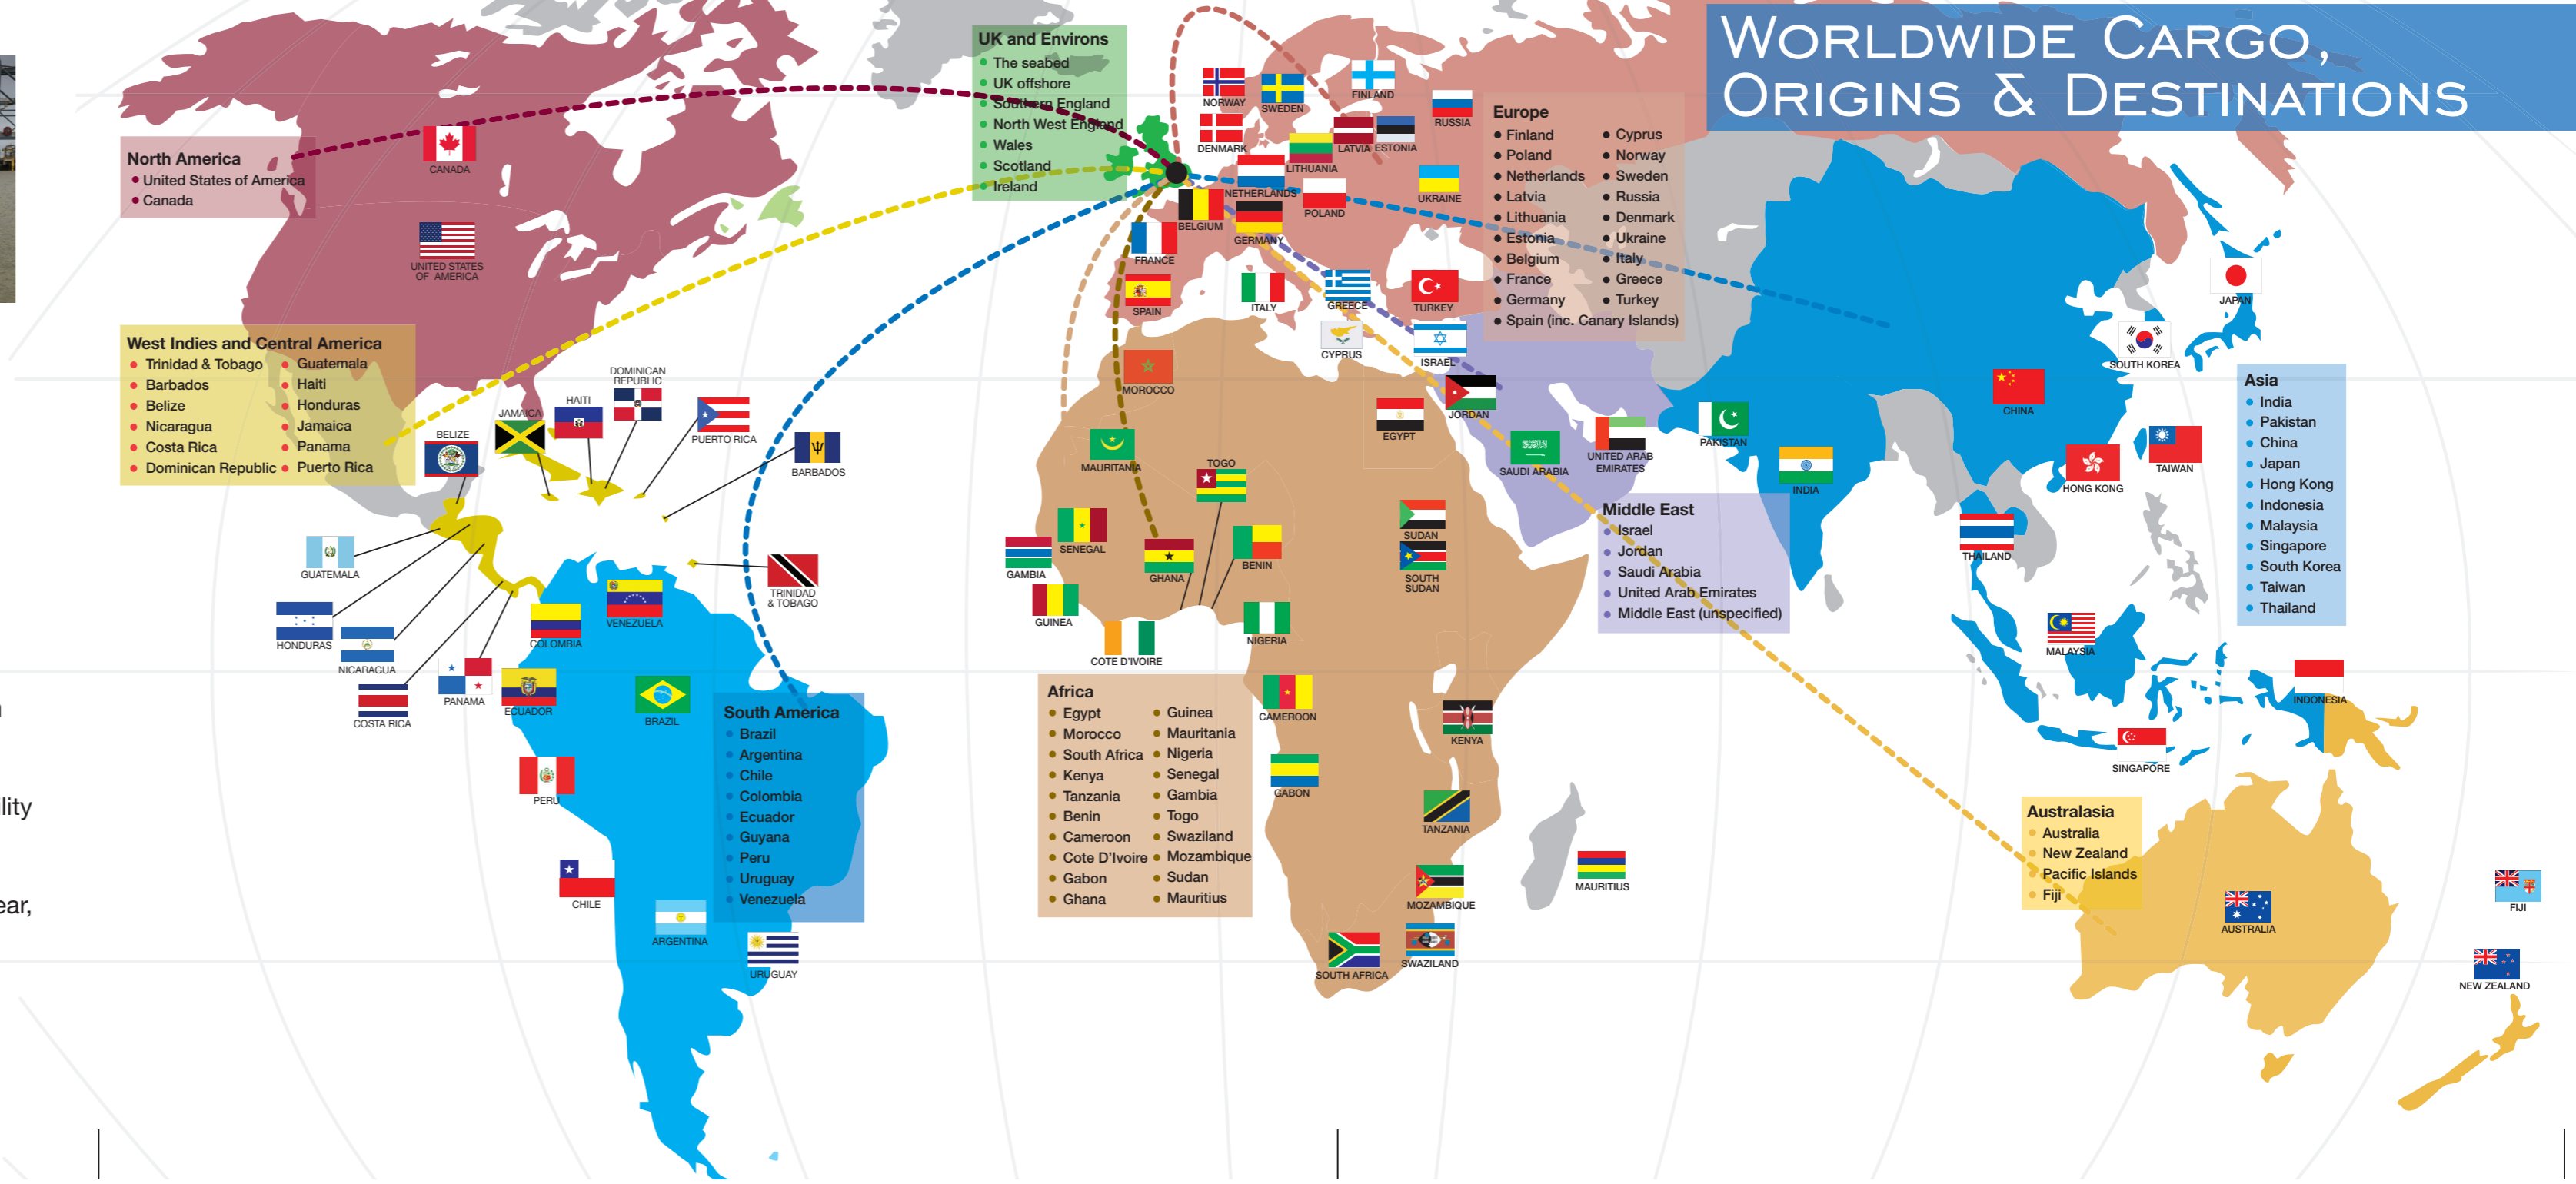 WORLDWIDE CARGO,
ORIGINS & DESTINATIONS
North America
United States of America
Canada
West Indies and Central America
Trinidad & Tobago
Barbados
Belize
Nicaragua
Costa Rica
Dominican Republic
Guatemala
Haiti
Honduras
Jamaica
Panama
Puerto Rica
UK and Environs
The seabed
UK offshore
Southern England
North West England
Wales
Scotland
Ireland
Europe
Finland
Poland
Netherlands
Latvia
Lithuania
Estonia
Belgium
France
Germany
Spain (inc. Canary Islands)
Cyprus
Norway
Sweden
Russia
Denmark
Ukraine
Italy
Greece
Turkey
Asia
India
Pakistan
China
Japan
Hong Kong
Indonesia
Malaysia
Singapore
South Korea
Taiwan
Thailand
Middle East
Israel
Jordan
Saudi Arabia
United Arab Emirates
Middle East (unspecified)
South America
Brazil
Argentina
Chile
Colombia
Ecuador
Guyana
Peru
Uruguay
Venezuela
Africa
Egypt
Morocco
South Africa
Kenya
Tanzania
Benin
Cameroon
Cote D'Ivoire
Gabon
Ghana
Guinea
Mauritania
Nigeria
Senegal
Gambia
Togo
Swaziland
Mozambique
Sudan
Mauritius
Australasia
Australia
New Zealand
Pacific Islands
Fiji
CANADA
UNITED STATES
OF AMERICA
DOMINICAN
REPUBLIC
HAITI
JAMAICA
BELIZE
PUERTO RICA
BARBADOS
GUATEMALA
HONDURAS
NICARAGUA
COSTA RICA
PANAMA
TRINIDAD
& TOBAGO
VENEZUELA
COLOMBIA
ECUADOR
BRAZIL
PERU
CHILE
ARGENTINA
URUGUAY
NORWAY
SWEDEN
FINLAND
RUSSIA
DENMARK
LATVIA
ESTONIA
LITHUANIA
NETHERLANDS
POLAND
UKRAINE
BELGIUM
GERMANY
FRANCE
SPAIN
ITALY
GREECE
TURKEY
CYPRUS
ISRAEL
JORDAN
SAUDI ARABIA
UNITED ARAB
EMIRATES
MOROCCO
EGYPT
MAURITANIA
TOGO
SENEGAL
GAMBIA
GUINEA
GHANA
BENIN
COTE D'IVOIRE
NIGERIA
SUDAN
SOUTH
SUDAN
CAMEROON
GABON
KENYA
TANZANIA
MOZAMBIQUE
MAURITIUS
SWAZILAND
SOUTH AFRICA
PAKISTAN
INDIA
CHINA
JAPAN
SOUTH KOREA
TAIWAN
HONG KONG
THAILAND
MALAYSIA
SINGAPORE
INDONESIA
AUSTRALIA
FIJI
NEW ZEALAND
lity
ear,